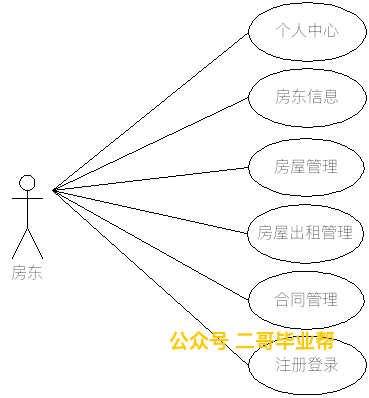 个人中心
房东信息
房屋管理
房东
房屋出租管理
合同管理
公众号 二哥毕业帮
注册登录